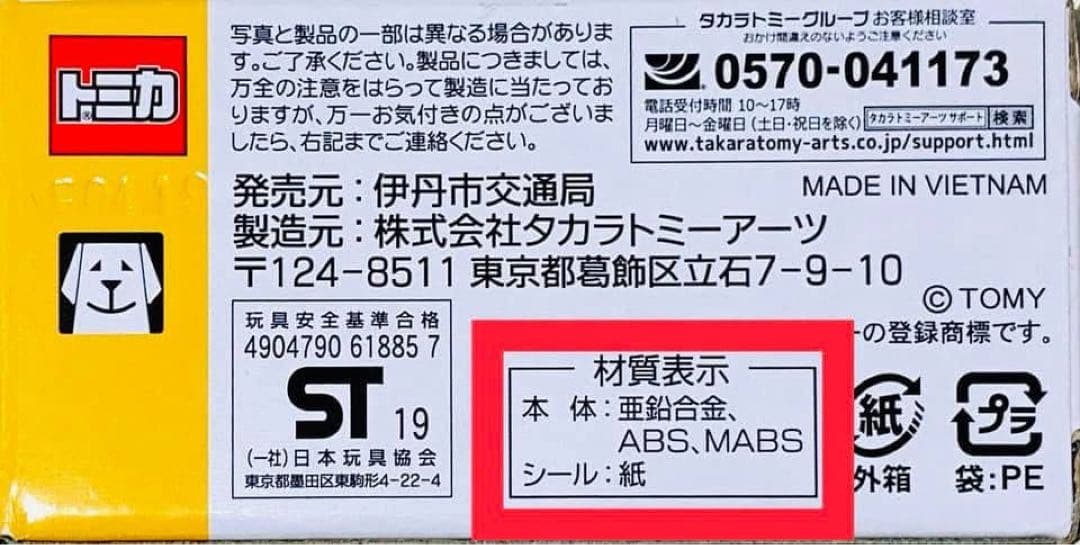 トミカ
®
写真と製品の一部は異なる場合がありま
す。ご了承ください。製品につきましては、
万全の注意をはらって製造に当たってお
りますが、万一お気付きの点がございま
したら、右記までご連絡ください。
タカラトミーグループ お客様相談室
おかけ間違えのないようご注意ください
0570-041173
電話受付時間 10〜17時
月曜日〜金曜日(土日・祝日を除く) タカラトミーアーツ サポート 検索
www.takaratomy-arts.co.jp/support.html
発売元:伊丹市交通局
MADE IN VIETNAM
製造元:株式会社タカラトミーアーツ
〒124-8511 東京都葛飾区立石7-9-10
© TOMY
ーの登録商標です。
玩具安全基準合格
4904790 61885 7
ST 19
(一社)日本玩具協会
東京都墨田区東駒形4-22-4
材質表示
本 体:亜鉛合金、
ABS、MABS
シール:紙
紙
外箱
プラ
袋:PE